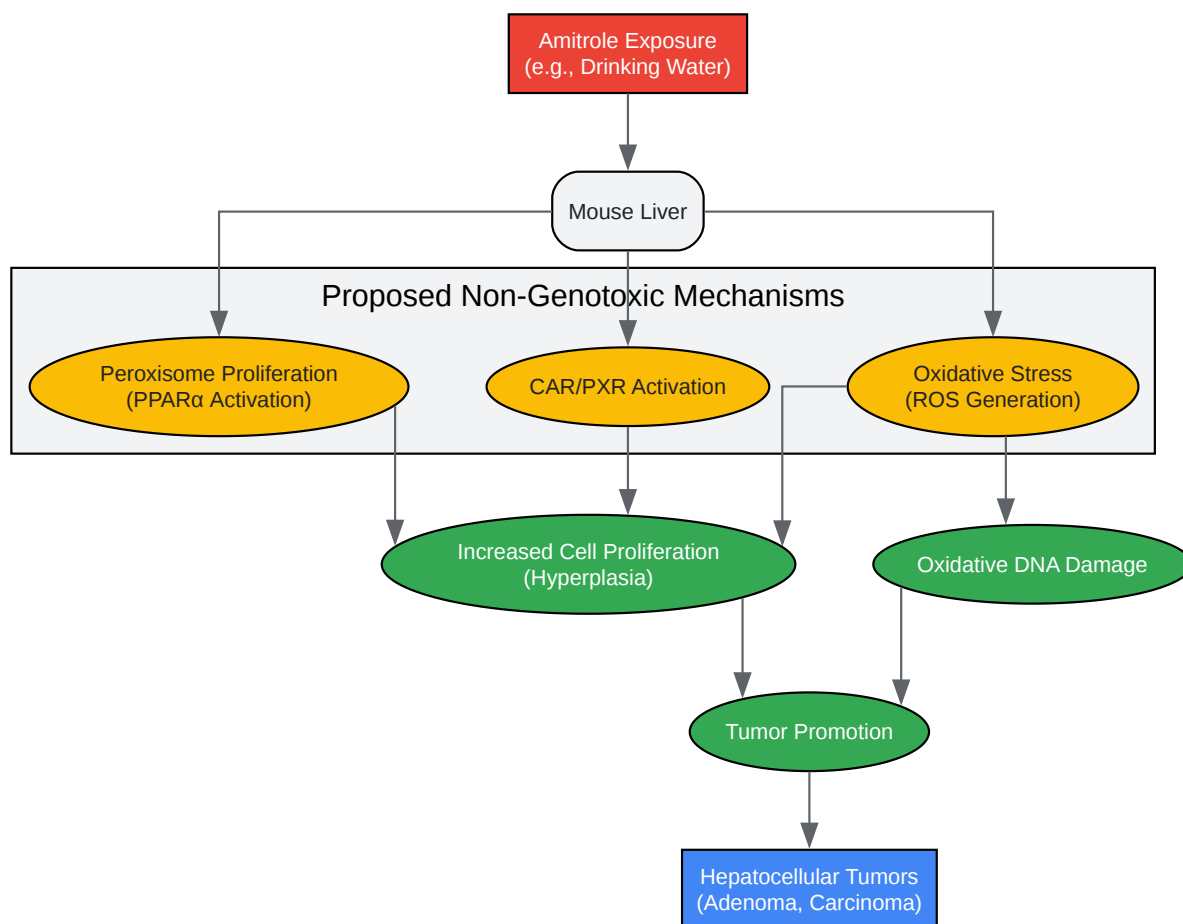 Amitrole Exposure
(e.g., Drinking Water)
Mouse Liver
Proposed Non-Genotoxic Mechanisms
Peroxisome Proliferation
(PPARα Activation)
CAR/PXR Activation
Oxidative Stress
(ROS Generation)
Increased Cell Proliferation
(Hyperplasia)
Oxidative DNA Damage
Tumor Promotion
Hepatocellular Tumors
(Adenoma, Carcinoma)